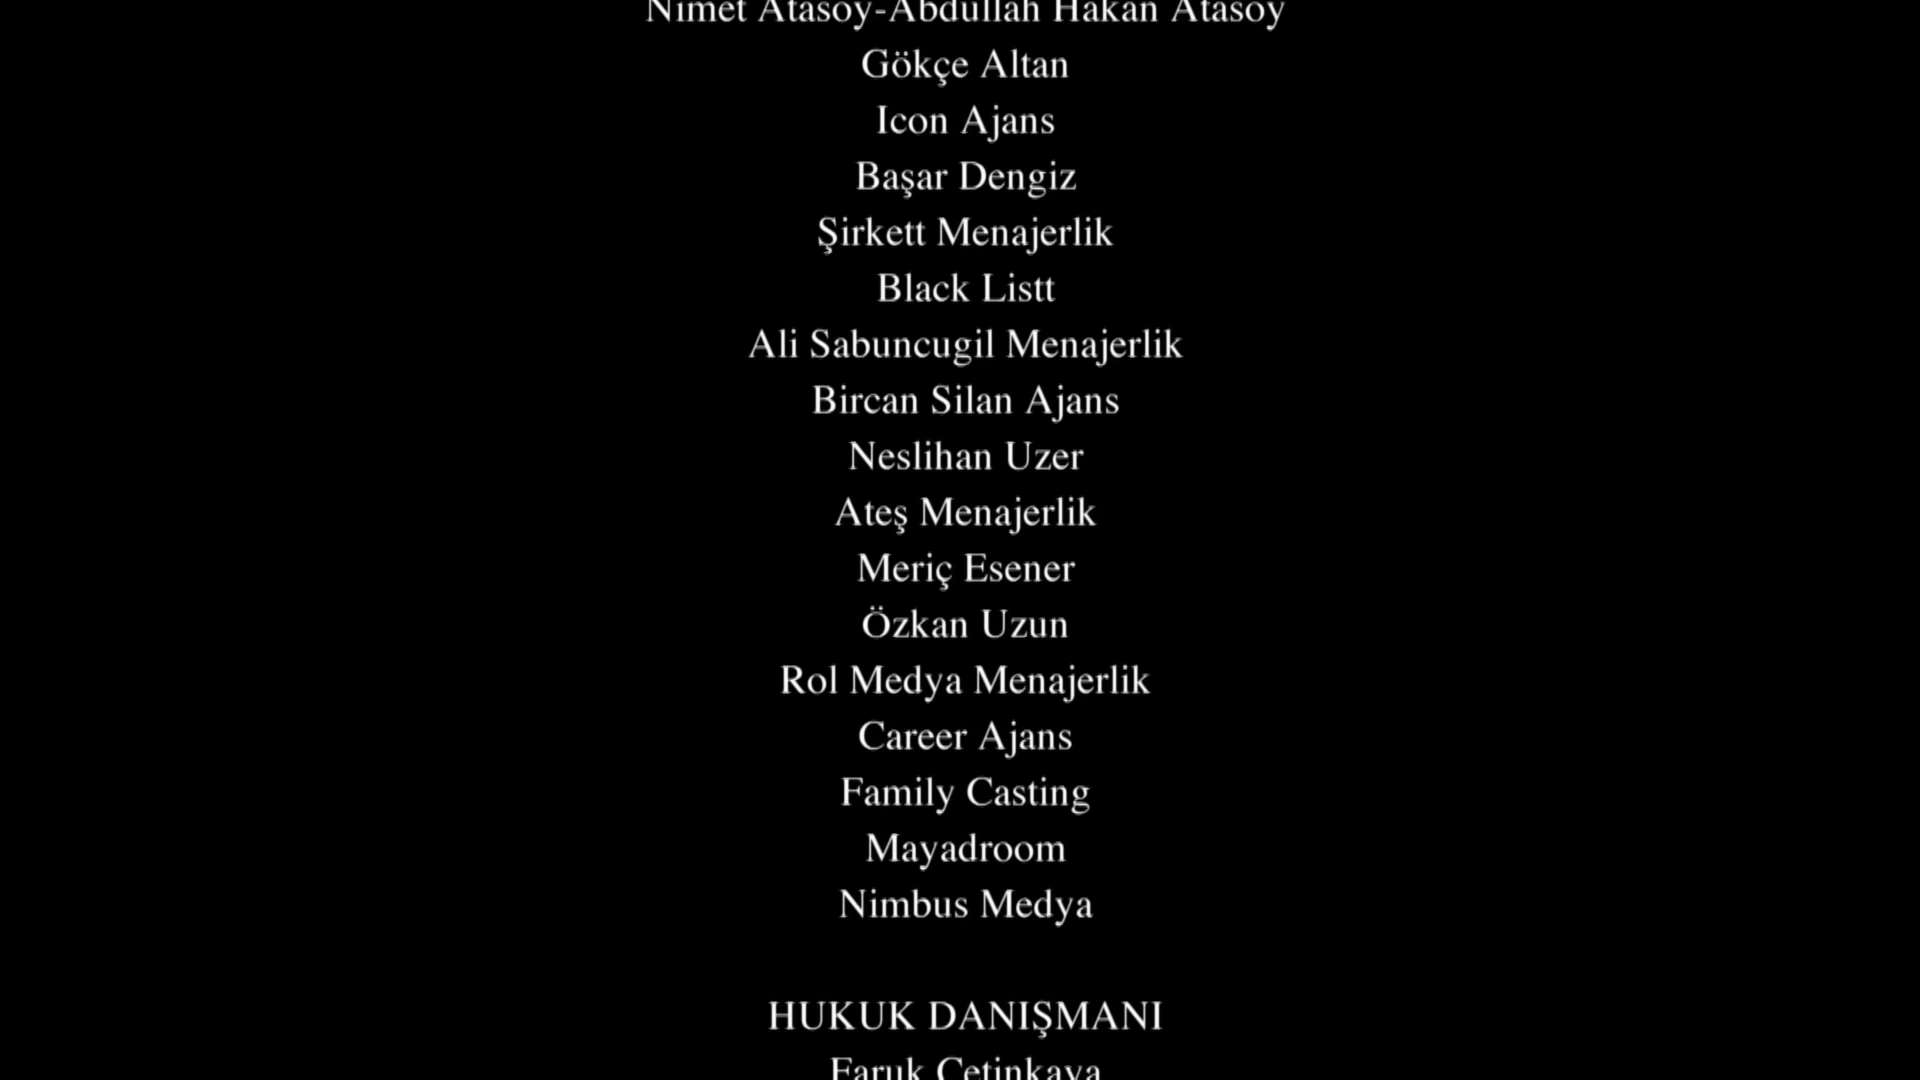 Nimet Atasoy-Abdullah Hakan Atasoy
Gökçe Altan
Icon Ajans
Başar Dengiz
Şirkett Menajerlik
Black Listt
Ali Sabuncugil Menajerlik
Bircan Silan Ajans
Neslihan Uzer
Ateş Menajerlik
Meriç Esener
Özkan Uzun
Rol Medya Menajerlik
Career Ajans
Family Casting
Mayadroom
Nimbus Medya
HUKUK DANIŞMANI
Faruk Çetinkaya